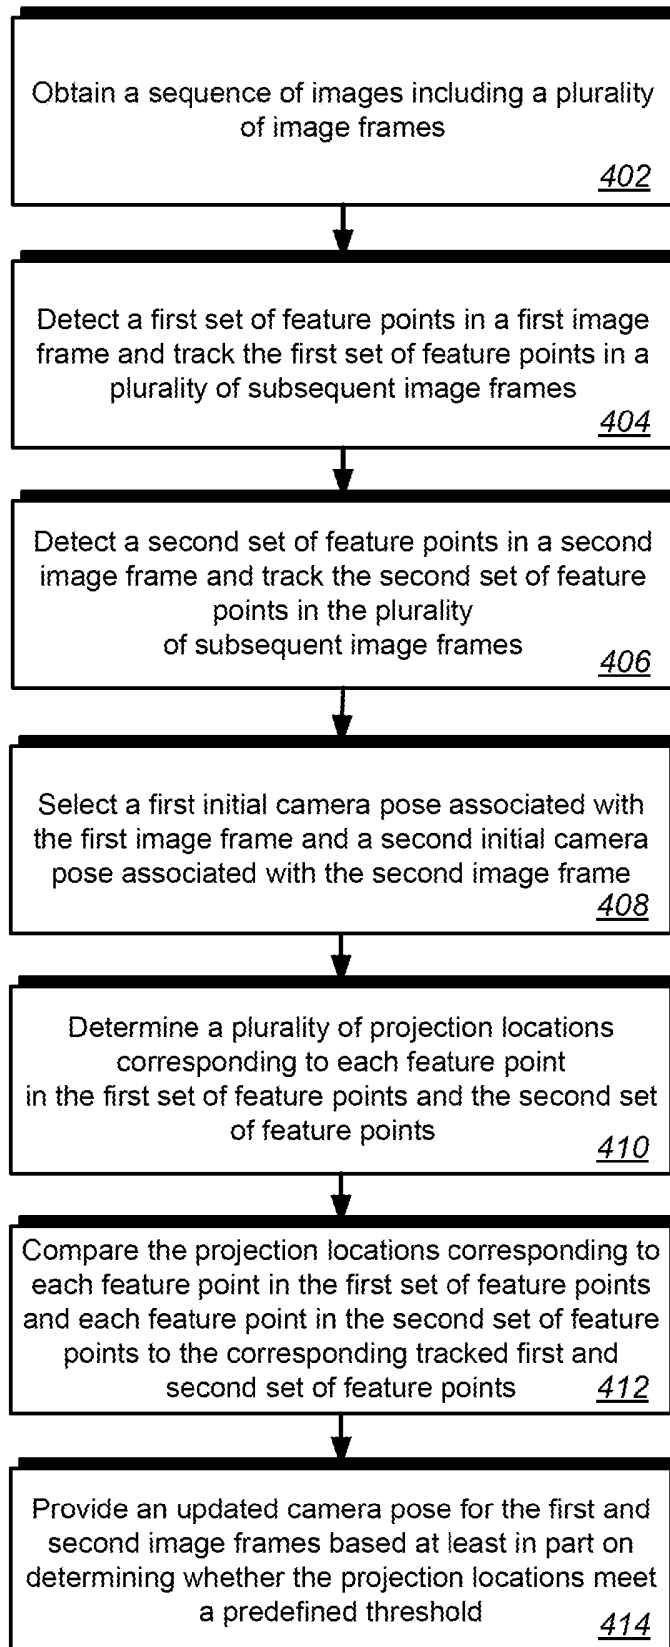 Obtain a sequence of images including a plurality
of image frames
402
Detect a first set of feature points in a first image
frame and track the first set of feature points in a
plurality of subsequent image frames
404
Detect a second set of feature points in a second
image frame and track the second set of feature
points in the plurality
of subsequent image frames
406
Select a first initial camera pose associated with
the first image frame and a second initial camera
pose associated with the second image frame
408
Determine a plurality of projection locations
corresponding to each feature point
in the first set of feature points and the second set
of feature points
410
Compare the projection locations corresponding to
each feature point in the first set of feature points
and each feature point in the second set of feature
points to the corresponding tracked first and
second set of feature points
412
Provide an updated camera pose for the first and
second image frames based at least in part on
determining whether the projection locations meet
a predefined threshold
414